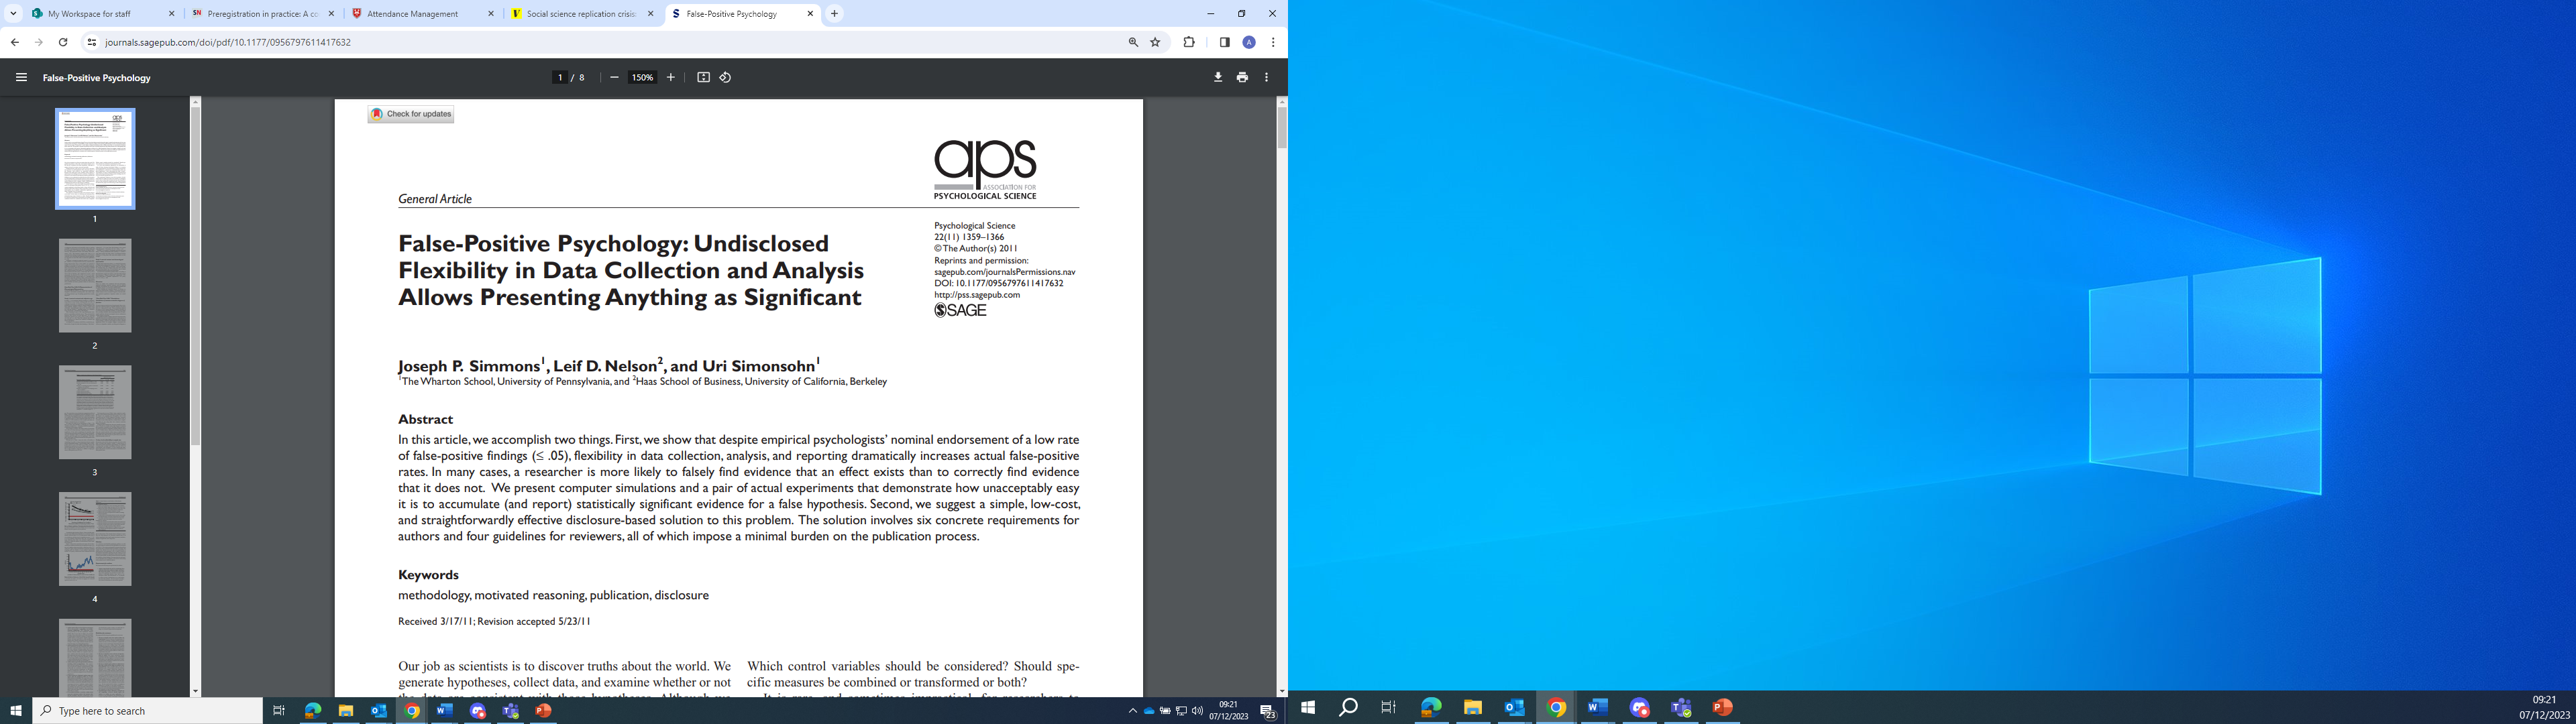 My Workspace for staff
Preregistration in practice: A co
Attendance Management
Social science replication crisis
False-Positive Psychology
journals.sagepub.com/doi/pdf/10.1177/0956797611417632
A
False-Positive Psychology
1 / 8
150%
Check for updates
aps
ASSOCIATION FOR
PSYCHOLOGICAL SCIENCE
General Article
Psychological Science
22(11) 1359–1366
© The Author(s) 2011
Reprints and permission:
sagepub.com/journalsPermissions.nav
DOI: 10.1177/0956797611417632
http://pss.sagepub.com
SAGE
False-Positive Psychology: Undisclosed
Flexibility in Data Collection and Analysis
Allows Presenting Anything as Significant
Joseph P. Simmons1, Leif D. Nelson2, and Uri Simonsohn1
1The Wharton School, University of Pennsylvania, and 2Haas School of Business, University of California, Berkeley
Abstract
In this article, we accomplish two things. First, we show that despite empirical psychologists' nominal endorsement of a low rate
of false-positive findings (≤ .05), flexibility in data collection, analysis, and reporting dramatically increases actual false-positive
rates. In many cases, a researcher is more likely to falsely find evidence that an effect exists than to correctly find evidence
that it does not. We present computer simulations and a pair of actual experiments that demonstrate how unacceptably easy
it is to accumulate (and report) statistically significant evidence for a false hypothesis. Second, we suggest a simple, low-cost,
and straightforwardly effective disclosure-based solution to this problem. The solution involves six concrete requirements for
authors and four guidelines for reviewers, all of which impose a minimal burden on the publication process.
Keywords
methodology, motivated reasoning, publication, disclosure
Received 3/17/11; Revision accepted 5/23/11
Our job as scientists is to discover truths about the world. We
generate hypotheses, collect data, and examine whether or not
Which control variables should be considered? Should spe-
cific measures be combined or transformed or both?
1
2
3
4
Type here to search
09:21
07/12/2023
23
09:21
07/12/2023